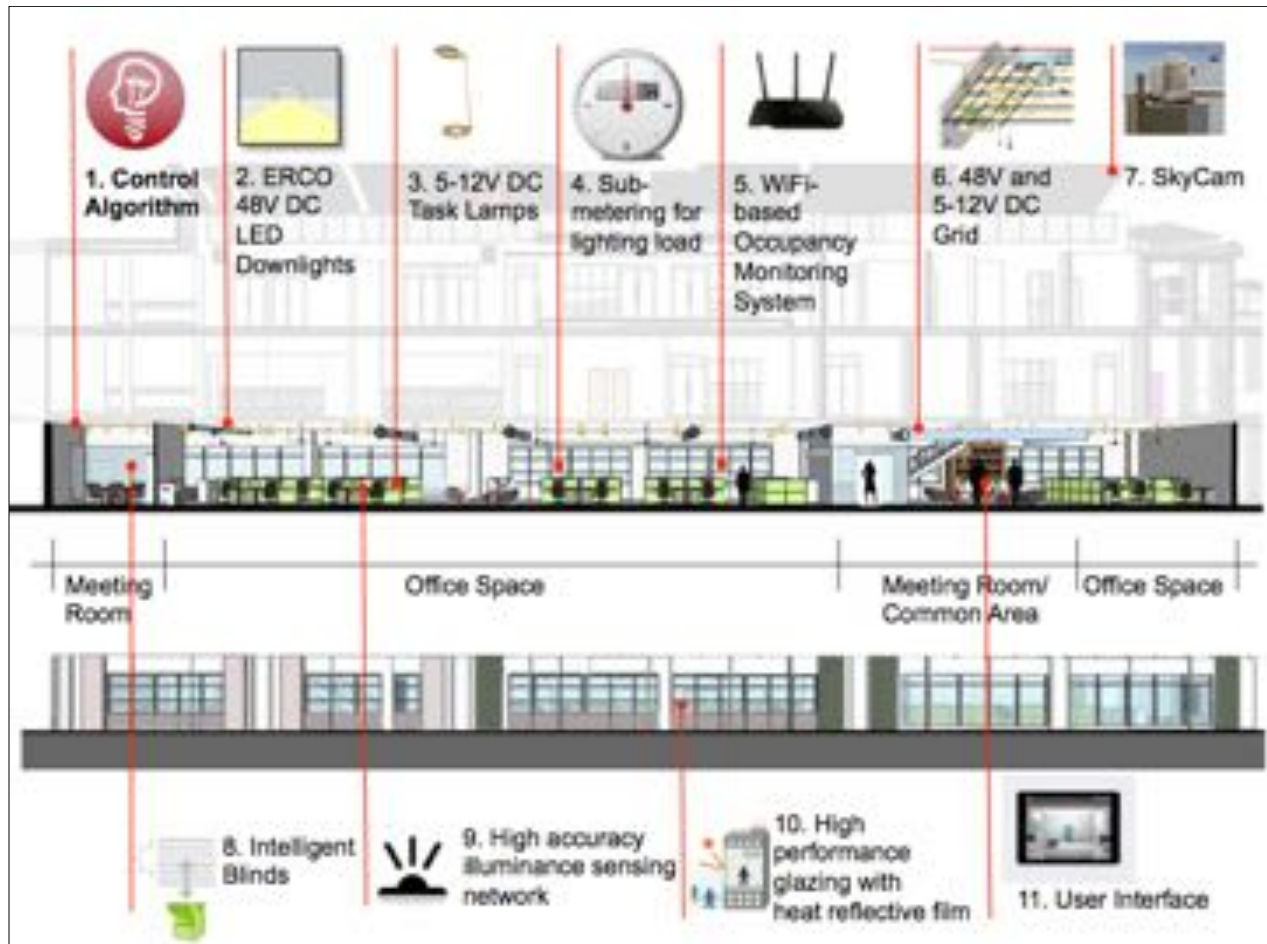 1. Control
Algorithm
2. ERCO
48V DC
LED
Downlights
3. 5-12V DC
Task Lamps
4. Sub-
metering for
lighting load
5. WiFi-
based
Occupancy
Monitoring
System
6. 48V and
5-12V DC
Grid
7. SkyCam
Meeting
Room
Office Space
Meeting Room/
Common Area
Office Space
8. Intelligent
Blinds
9. High accuracy
illuminance sensing
network
10. High
performance
glazing with
heat reflective film
11. User Interface